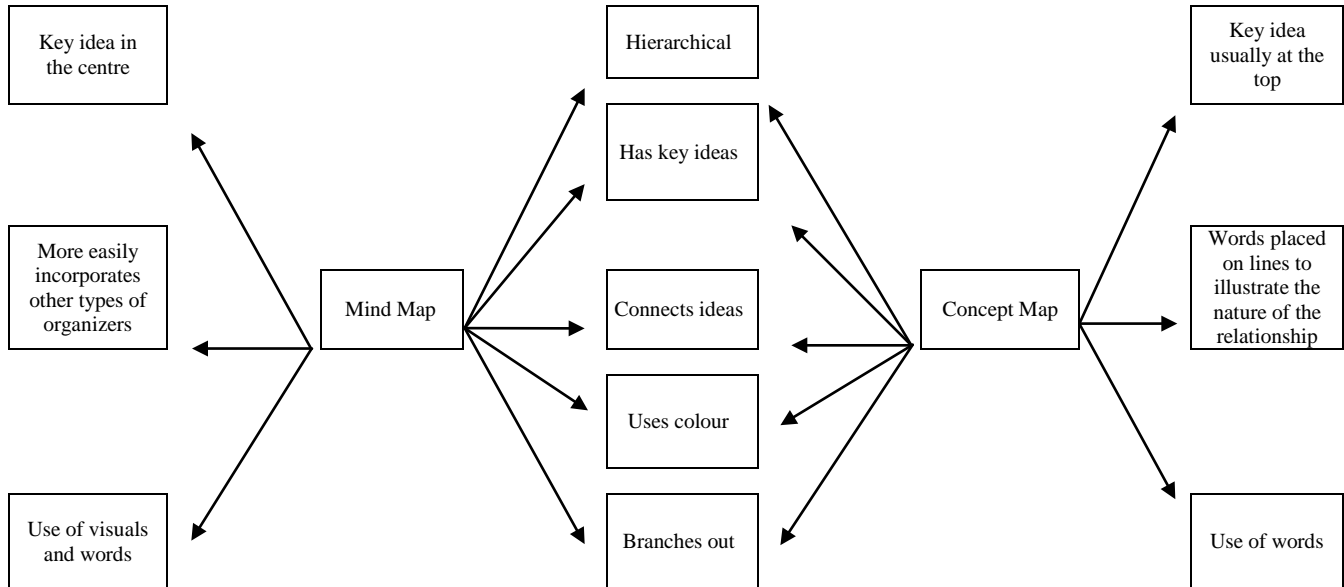 Key idea in
the centre
Hierarchical
Key idea
usually at the
top
Has key ideas
More easily
incorporates
other types of
organizers
Mind Map
Connects ideas
Concept Map
Words placed
on lines to
illustrate the
nature of the
relationship
Uses colour
Use of visuals
and words
Branches out
Use of words